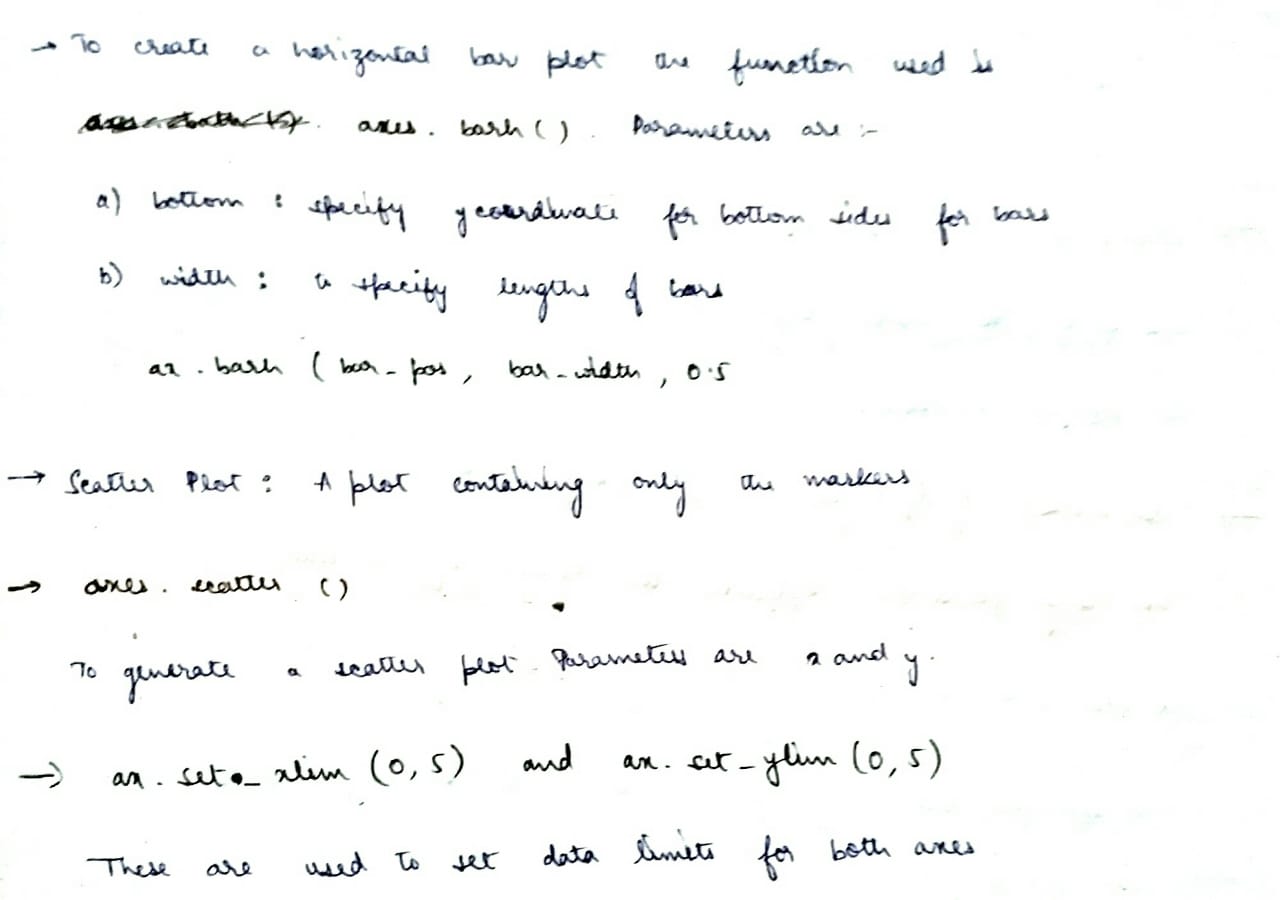 → To create a horizontal bar plot the function used is
axes.barh(). Parameters are :-
a) bottom : specify y coordinate for bottom sides for bars
b) width : to specify lengths of bars
ax.barh (bar_pos, bar_width, 0.5
→ Scatter Plot : A plot containing only the markers
→ axes.scatter ()
To generate a scatter plot. Parameters are x and y.
→ ax.set_xlim (0, 5) and ax.set_ylim (0, 5)
These are used to set data limits for both axes